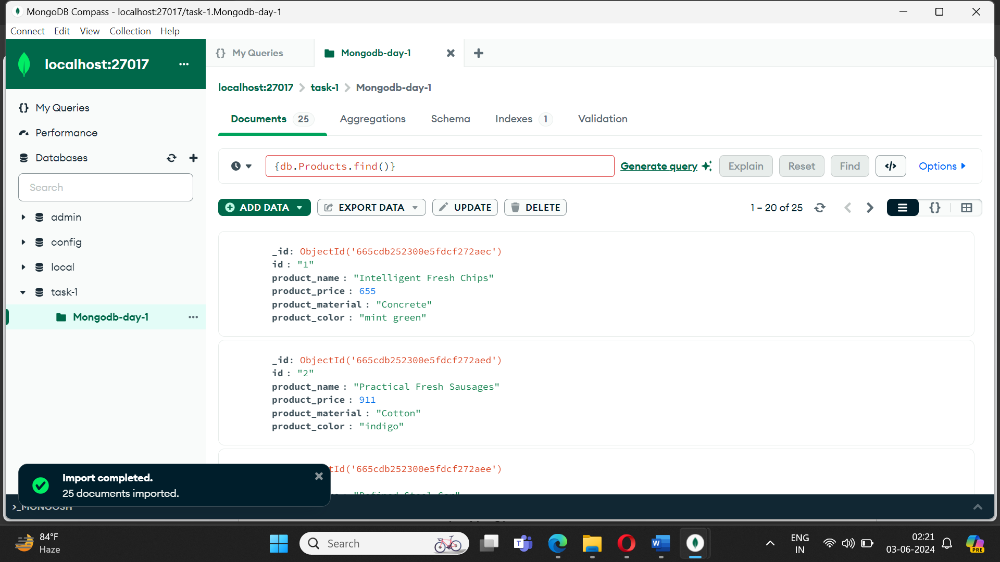 MongoDB Compass - localhost:27017/task-1.Mongodb-day-1
Connect Edit View Collection Help
localhost:27017 ...
{} My Queries
Mongodb-day-1
localhost:27017 > task-1 > Mongodb-day-1
{} My Queries
Performance
Databases
Search
admin
config
local
task-1
Mongodb-day-1 ...
Documents 25 Aggregations Schema Indexes 1 Validation
{db.Products.find()}
Generate query Explain Reset Find </> Options
ADD DATA EXPORT DATA UPDATE DELETE
1 – 20 of 25 {}
_id: ObjectId('665cdb252300e5fdcf272aec')
id : "1"
product_name : "Intelligent Fresh Chips"
product_price : 655
product_material : "Concrete"
product_color : "mint green"
_id: ObjectId('665cdb252300e5fdcf272aed')
id : "2"
product_name : "Practical Fresh Sausages"
product_price : 911
product_material : "Cotton"
product_color : "indigo"
tId('665cdb252300e5fdcf272aee')
"Refined Steel Car"
Import completed.
25 documents imported.
>_MONGOSH
84°F
Haze
Search
ENG
IN
02:21
03-06-2024
PRE